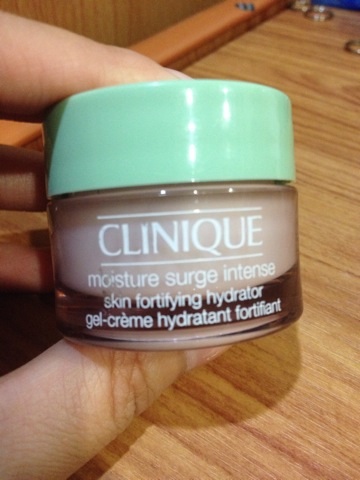 CLINIQUE
moisture surge intense
skin fortifying hydrator
gel-crème hydratant fortifiant